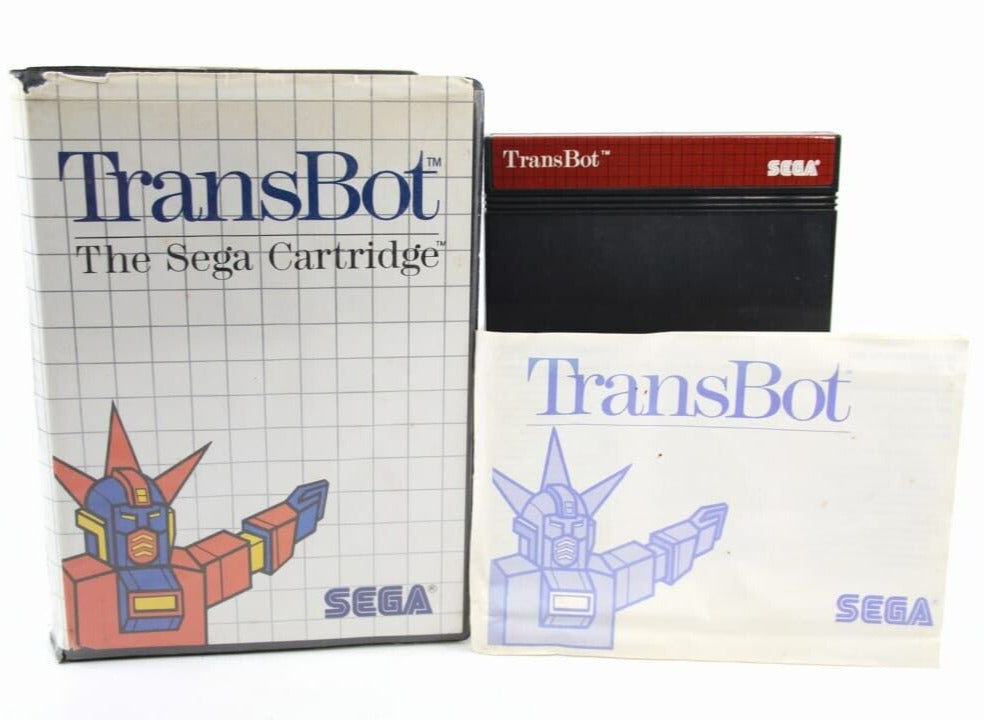 TransBot™
The Sega Cartridge™
SEGA®
TransBot™
SEGA®
TransBot
SEGA